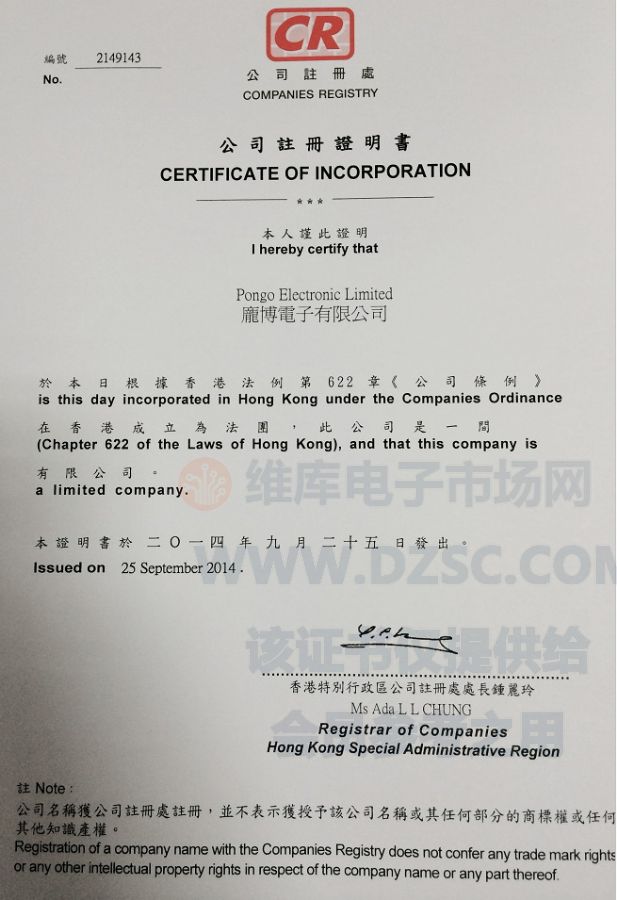 CR
編號 2149143
No.
公司註冊處
COMPANIES REGISTRY
公司註冊證明書
CERTIFICATE OF INCORPORATION
***
本人謹此證明
I hereby certify that
Pongo Electronic Limited
龐博電子有限公司
於本日根據香港法例第622章《公司條例》
is this day incorporated in Hong Kong under the Companies Ordinance
在香港成立為法團，此公司是一間
(Chapter 622 of the Laws of Hong Kong), and that this company is
有限公司。
a limited company.
维库电子市场网
本證明書於二〇一四年九月二十五日發出。
Issued on 25 September 2014.
WWW.DZSC.COM
该证书仅提供给
香港特別行政區公司註冊處處長鍾麗玲
Ms Ada L L CHUNG
Registrar of Companies
Hong Kong Special Administrative Region
註 Note :
公司名稱獲公司註冊處註冊，並不表示獲授予該公司名稱或其任何部分的商標權或任何
其他知識產權。
Registration of a company name with the Companies Registry does not confer any trade mark rights
or any other intellectual property rights in respect of the company name or any part thereof.